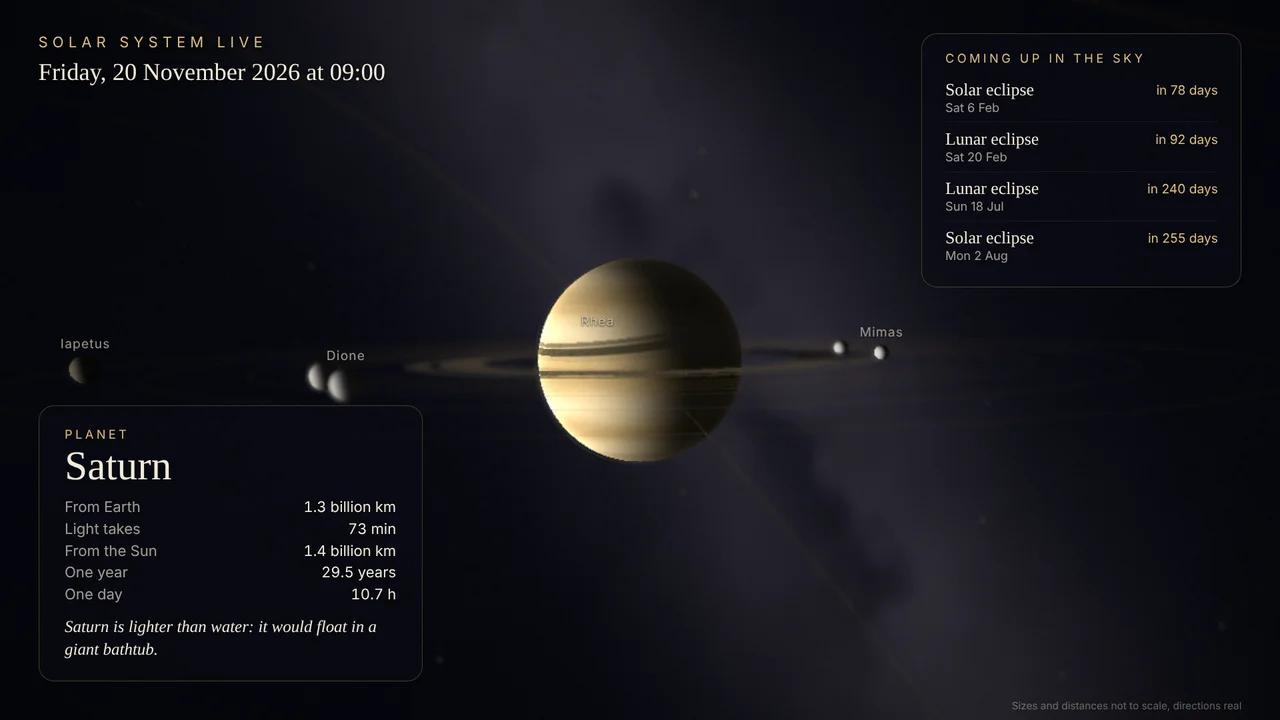 SOLAR SYSTEM LIVE
Friday, 20 November 2026 at 09:00
COMING UP IN THE SKY
Solar eclipse in 78 days
Sat 6 Feb
Lunar eclipse in 92 days
Sat 20 Feb
Lunar eclipse in 240 days
Sun 18 Jul
Solar eclipse in 255 days
Mon 2 Aug
Rhea
Mimas
Iapetus
Dione
PLANET
Saturn
From Earth 1.3 billion km
Light takes 73 min
From the Sun 1.4 billion km
One year 29.5 years
One day 10.7 h
Saturn is lighter than water: it would float in a
giant bathtub.
Sizes and distances not to scale, directions real